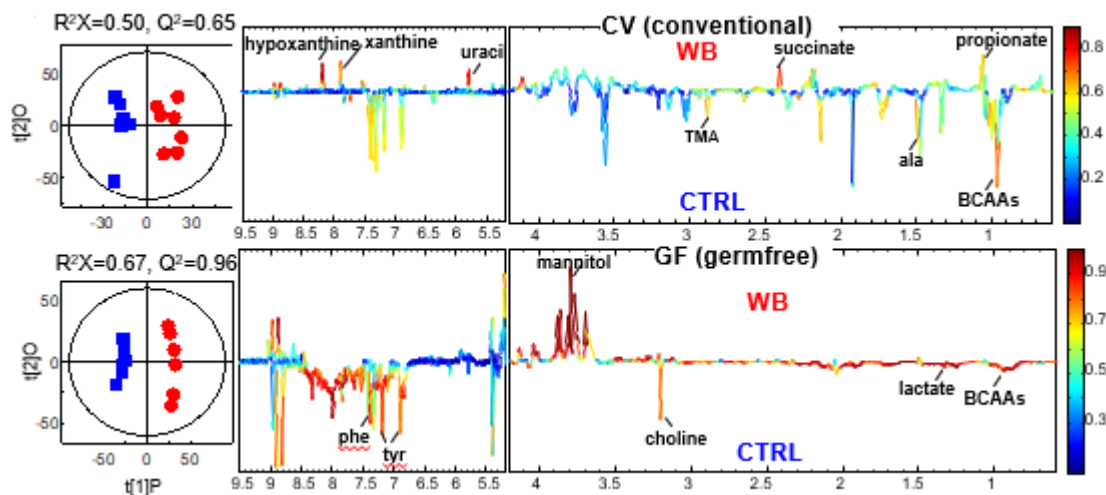 R²X=0.50, Q²=0.65
CV (conventional)
hypoxanthine
xanthine
uracil
WB
succinate
propionate
TMA
ala
BCAAs
CTRL
t[2]O
50
0
-50
-30 0 30
9.5 9 8.5 8 7.5 7 6.5 6 5.5
4 3.5 3 2.5 2 1.5 1
0.8
0.6
0.4
0.2
R²X=0.67, Q²=0.96
GF (germfree)
mannitol
WB
phe
tyr
choline
lactate
BCAAs
CTRL
t[2]O
50
0
-50
-50 0 50
t[1]P
9.5 9 8.5 8 7.5 7 6.5 6 5.5
4 3.5 3 2.5 2 1.5 1
0.9
0.7
0.5
0.3